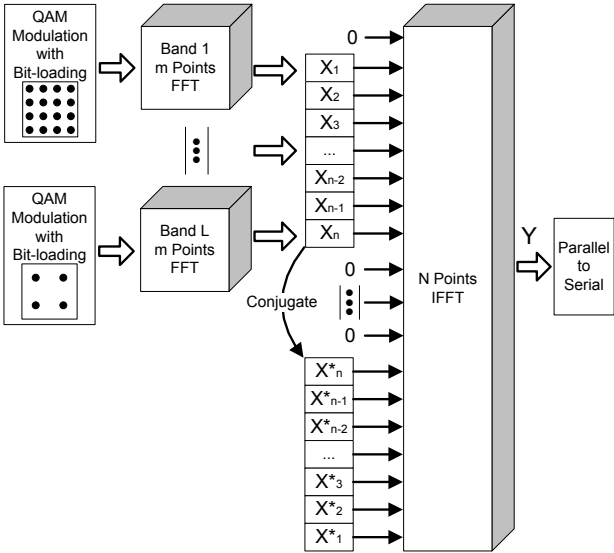 QAM
Modulation
with
Bit-loading
Band 1
m Points
FFT
QAM
Modulation
with
Bit-loading
Band L
m Points
FFT
0
X1
X2
X3
...
Xn-2
Xn-1
Xn
Conjugate
0
0
X*n
X*n-1
X*n-2
...
X*3
X*2
X*1
N Points
IFFT
Y
Parallel
to
Serial